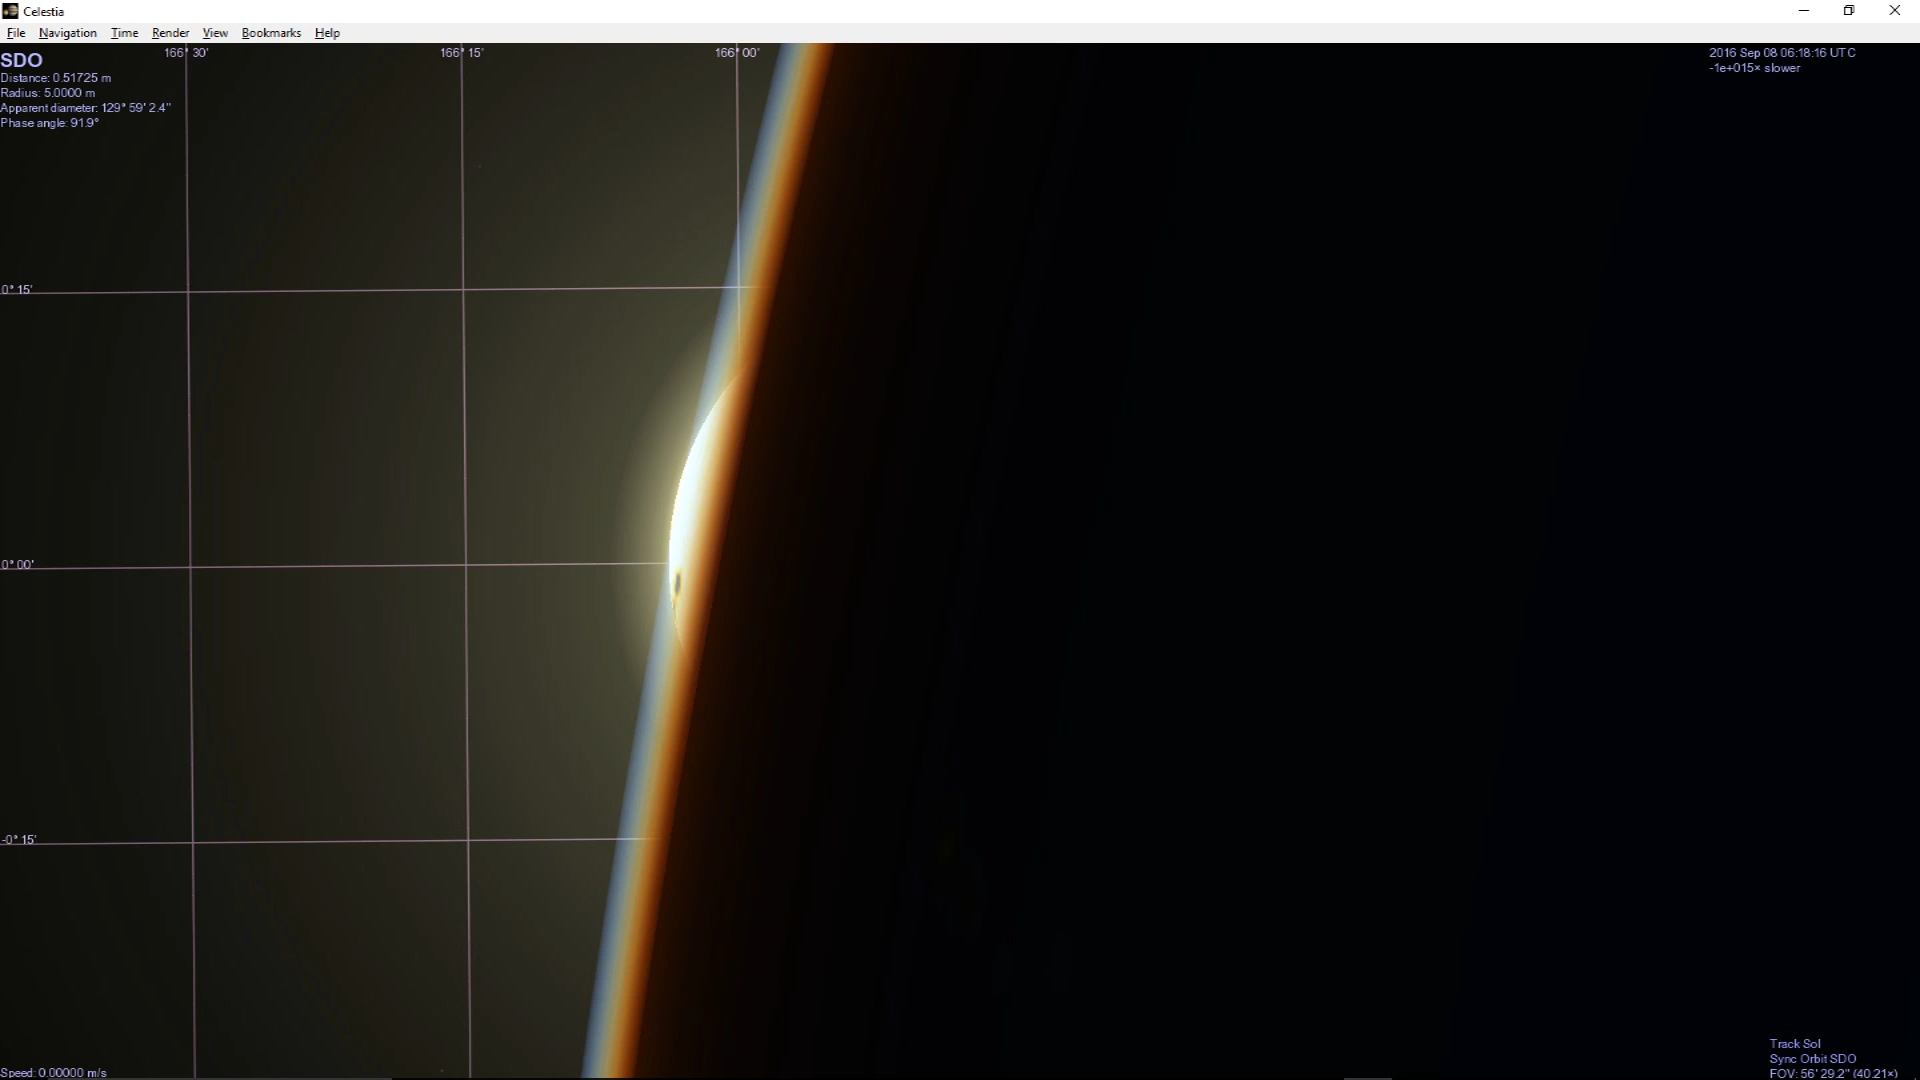 Celestia
File Navigation Time Render View Bookmarks Help
SDO
Distance: 0.51725 m
Radius: 5.0000 m
Apparent diameter: 129° 59' 2.4"
Phase angle: 91.9°
166° 30'
166° 15'
166° 00'
2016 Sep 08 06:18:16 UTC
-1e+015× slower
0° 15'
0° 00'
-0° 15'
Speed: 0.00000 m/s
Track Sol
Sync Orbit SDO
FOV: 56' 29.2" (40.21×)